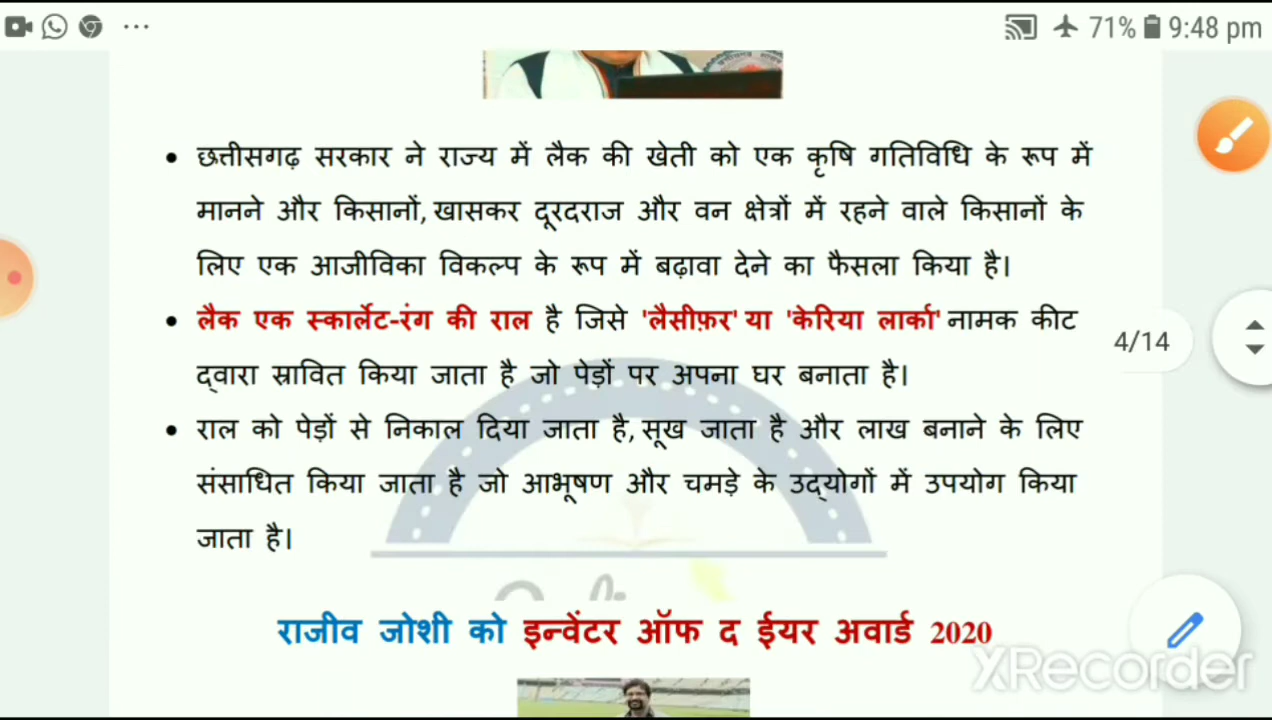 71% 9:48 pm
छत्तीसगढ़ सरकार ने राज्य में लैक की खेती को एक कृषि गतिविधि के रूप में
मानने और किसानों, खासकर दूरदराज और वन क्षेत्रों में रहने वाले किसानों के
लिए एक आजीविका विकल्प के रूप में बढ़ावा देने का फैसला किया है।
लैक एक स्कार्लेट-रंग की राल है जिसे 'लैसीफ़र' या 'केरिया लार्का' नामक कीट
4/14
द्वारा स्रावित किया जाता है जो पेड़ों पर अपना घर बनाता है।
राल को पेड़ों से निकाल दिया जाता है, सूख जाता है और लाख बनाने के लिए
संसाधित किया जाता है जो आभूषण और चमड़े के उद्योगों में उपयोग किया
जाता है।
राजीव जोशी को इन्वेंटर ऑफ द ईयर अवार्ड 2020
XRecorder